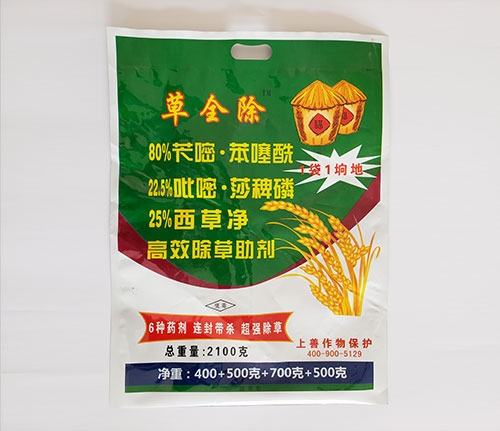 草全除™
80%苄嘧·苯噻酰
1袋1垧地
22.5%吡嘧·莎稗磷
25%西草净
高效除草助剂
6种药剂 连封带杀 超强除草
总重量:2100克
上善作物保护
400-900-5129
净重:400+500克+700克+500克